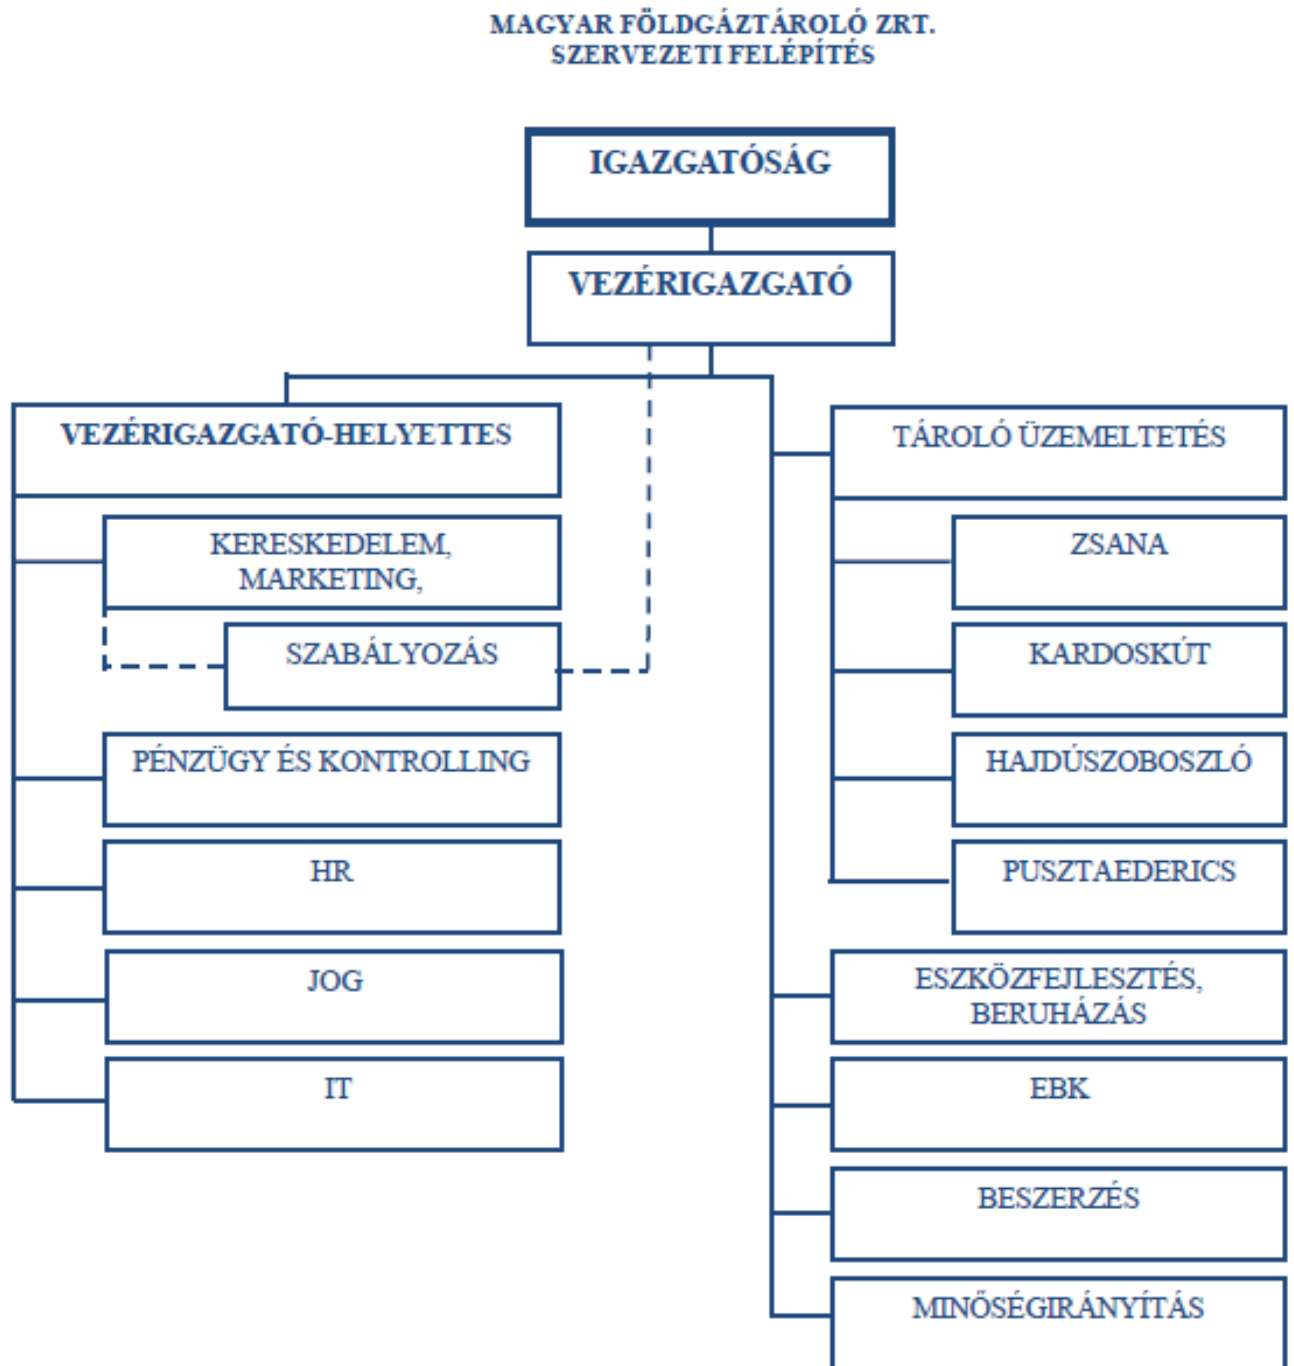 MAGYAR FÖLDGÁZTÁROLÓ ZRT.
SZERVEZETI FELÉPÍTÉS
IGAZGATÓSÁG
VEZÉRIGAZGATÓ
VEZÉRIGAZGATÓ-HELYETTES
KERESKEDELEM,
MARKETING,
SZABÁLYOZÁS
PÉNZÜGY ÉS KONTROLLING
HR
JOG
IT
TÁROLÓ ÜZEMELTETÉS
ZSANA
KARDOSKÚT
HAJDÚSZOBOSZLÓ
PUSZTAEDERICS
ESZKÖZFEJLESZTÉS,
BERUHÁZÁS
EBK
BESZERZÉS
MINŐSÉGIRÁNYÍTÁS